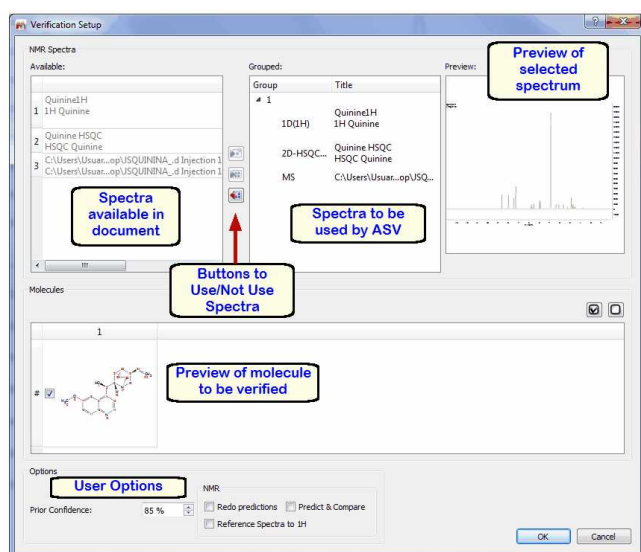 Verification Setup
NMR Spectra
Available:
Grouped:
Preview:
Preview of
selected
spectrum
Group Title
1
Quinine1H
1 1H Quinine
2 Quinine HSQC
HSQC Quinine
3 C:\Users\Usuar...op\USQUININA_.d Injection 1
C:\Users\Usuar...op\USQUININA_.d Injection 1
Quinine1H
1D(1H) 1H Quinine
2D-HSQC... Quinine HSQC
HSQC Quinine
MS C:\Users\Usuar...op\USQ...
Spectra
available in
document
Spectra to be
used by ASV
Buttons to
Use/Not Use
Spectra
Molecules
1
#
Preview of molecule
to be verified
Options
User Options
Prior Confidence: 85 %
NMR
Redo predictions Predict & Compare
Reference Spectra to 1H
OK Cancel